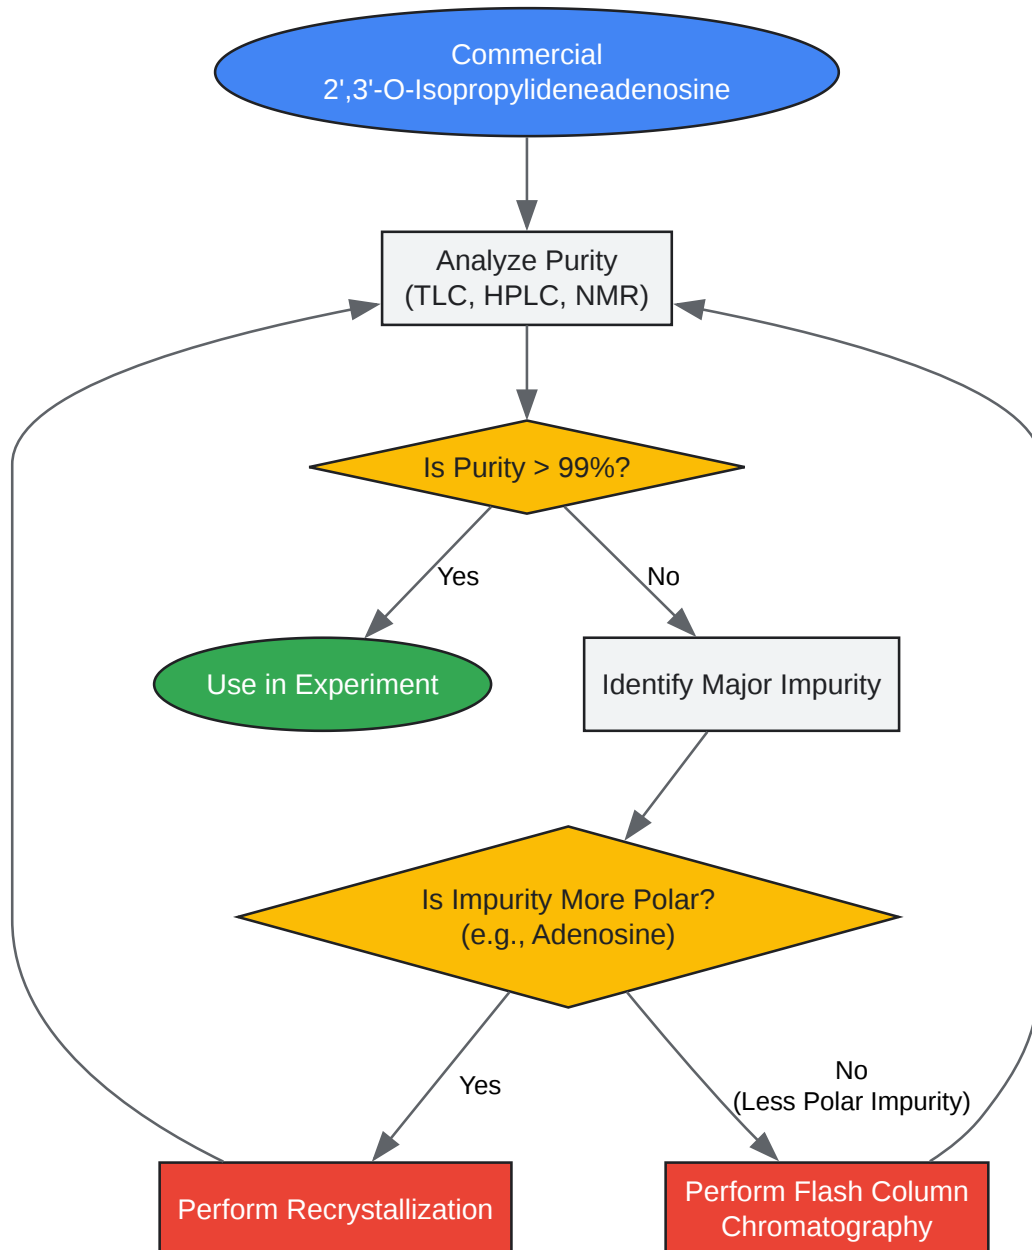 Commercial
2',3'-O-Isopropylideneadenosine
Analyze Purity
(TLC, HPLC, NMR)
Is Purity > 99%?
Yes
No
Use in Experiment
Identify Major Impurity
Is Impurity More Polar?
(e.g., Adenosine)
Yes
No
(Less Polar Impurity)
Perform Recrystallization
Perform Flash Column
Chromatography